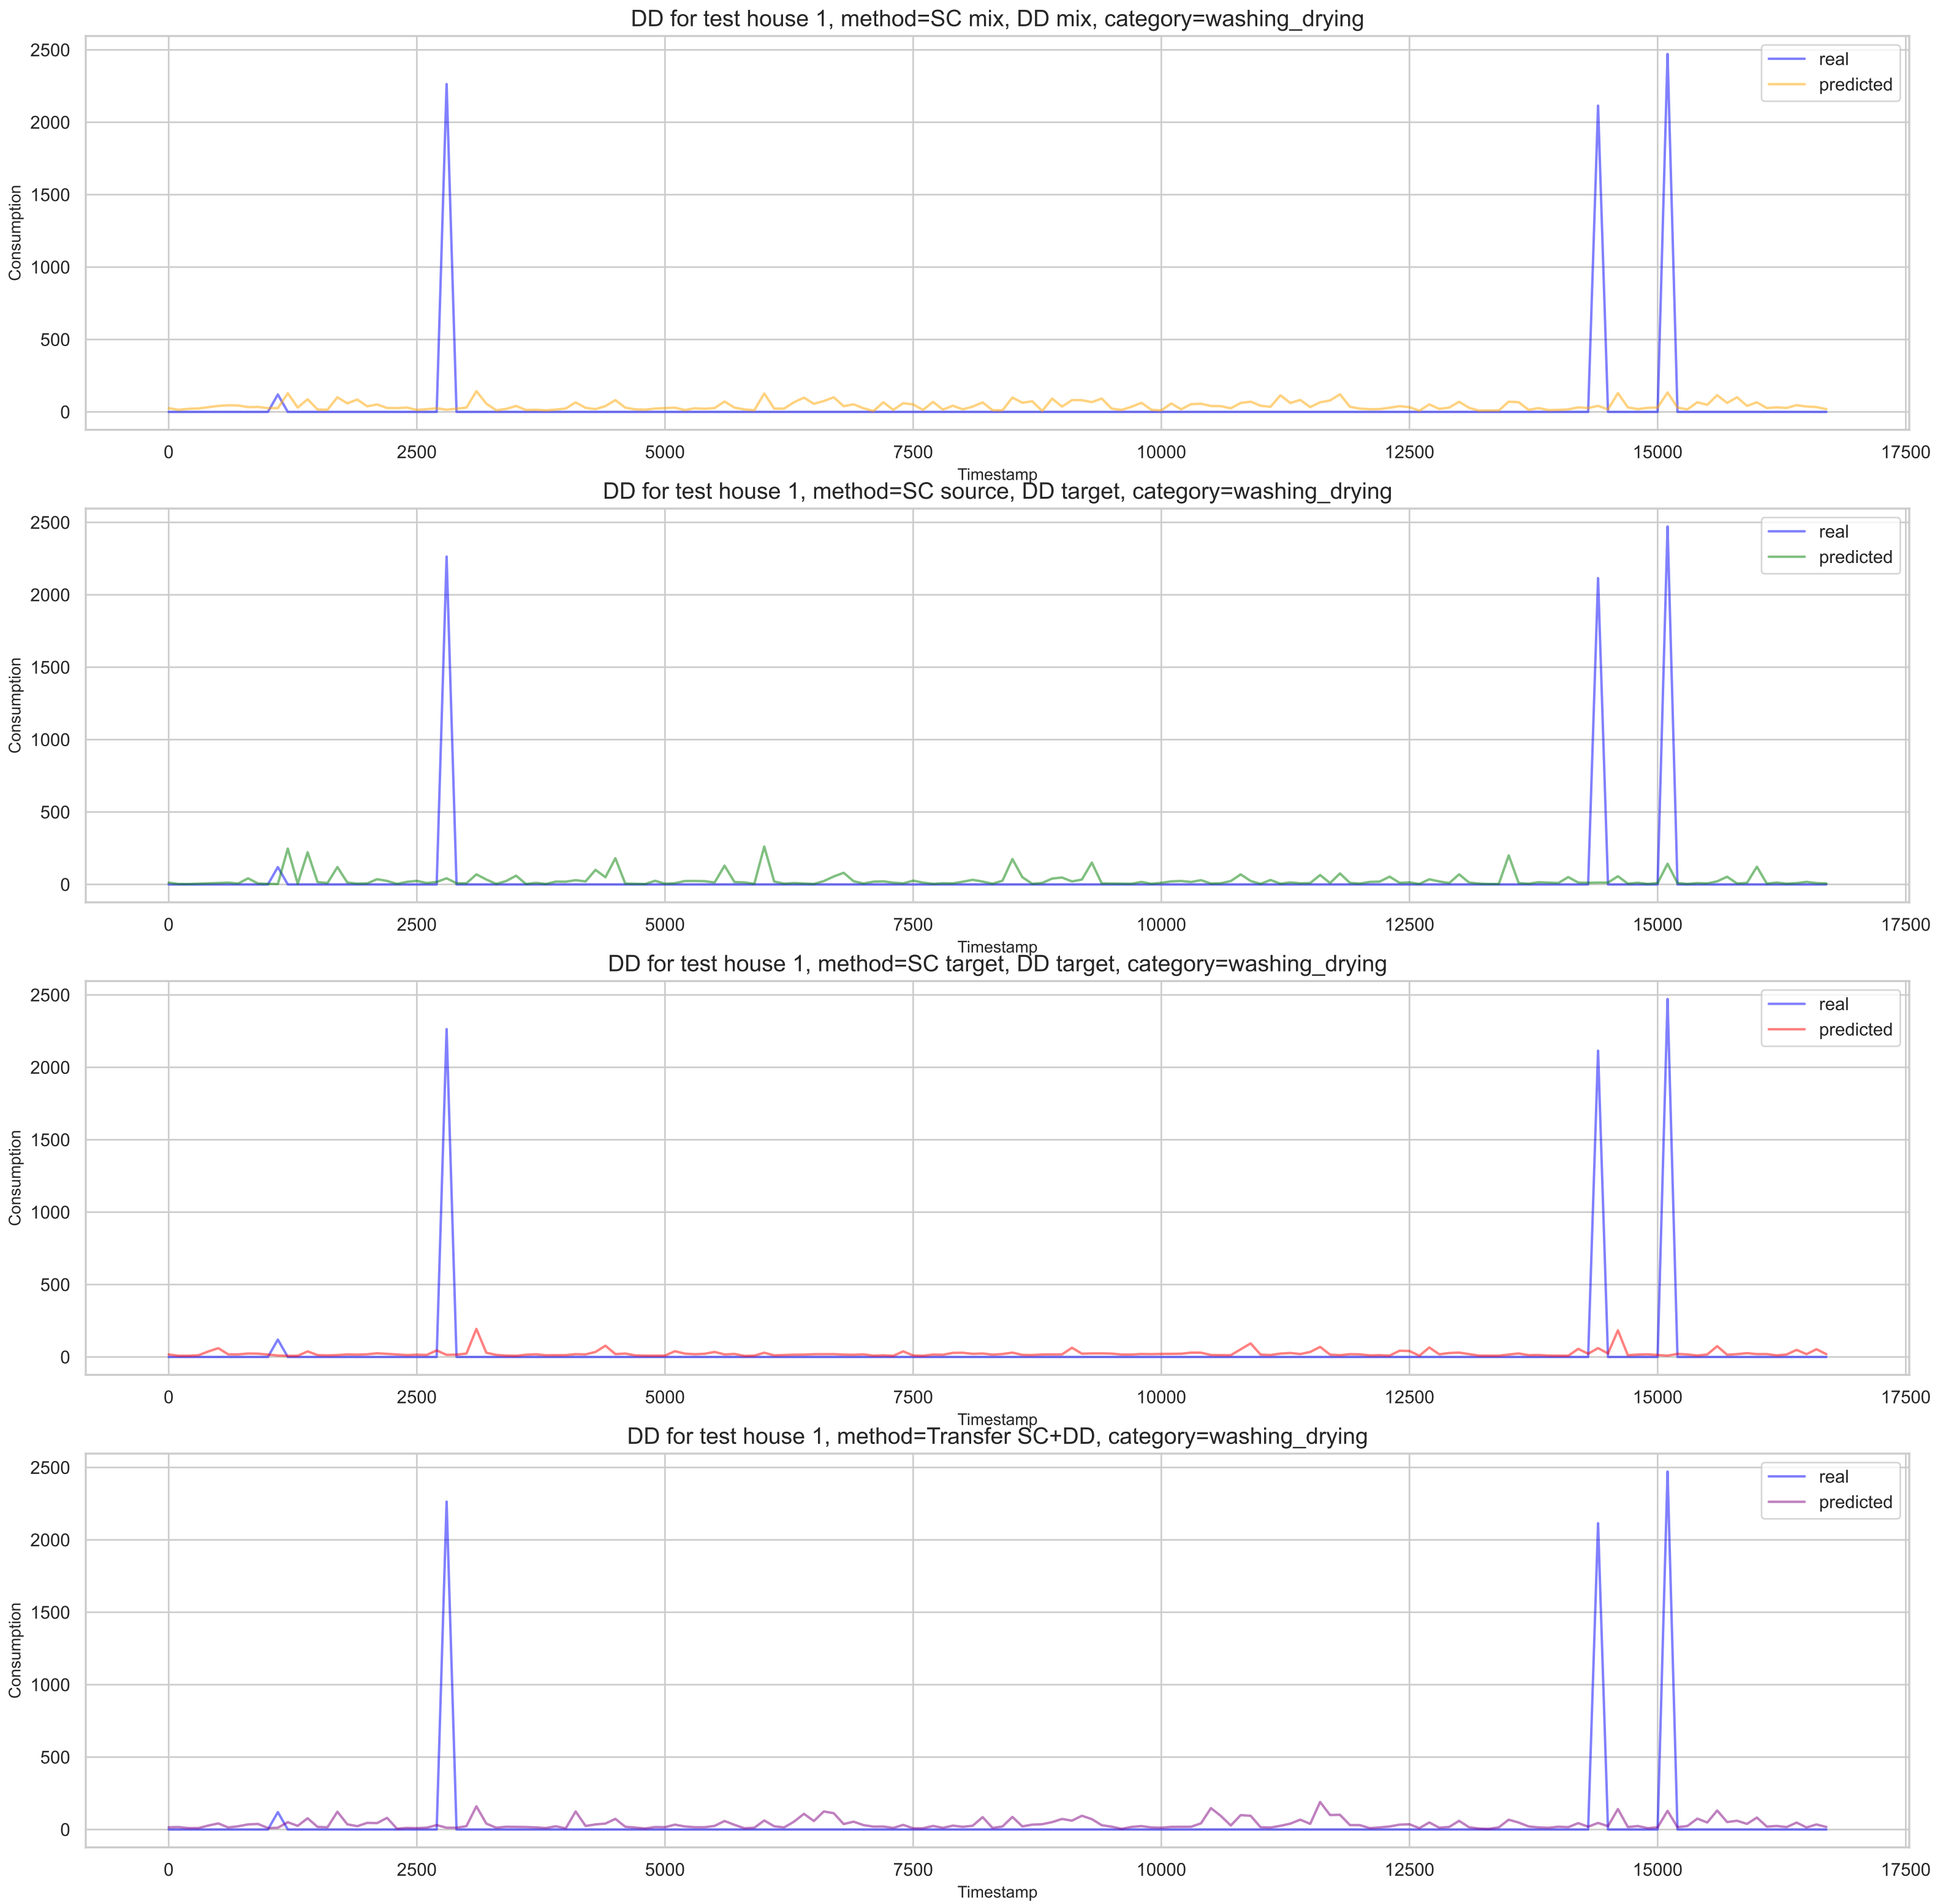 DD for test house 1, method=SC mix, DD mix, category=washing_drying
2500
2000
1500
1000
500
0
Consumption
real
predicted
0 2500 5000 7500 10000 12500 15000 17500
Timestamp
DD for test house 1, method=SC source, DD target, category=washing_drying
2500
2000
1500
1000
500
0
Consumption
real
predicted
0 2500 5000 7500 10000 12500 15000 17500
Timestamp
DD for test house 1, method=SC target, DD target, category=washing_drying
2500
2000
1500
1000
500
0
Consumption
real
predicted
0 2500 5000 7500 10000 12500 15000 17500
Timestamp
DD for test house 1, method=Transfer SC+DD, category=washing_drying
2500
2000
1500
1000
500
0
Consumption
real
predicted
0 2500 5000 7500 10000 12500 15000 17500
Timestamp